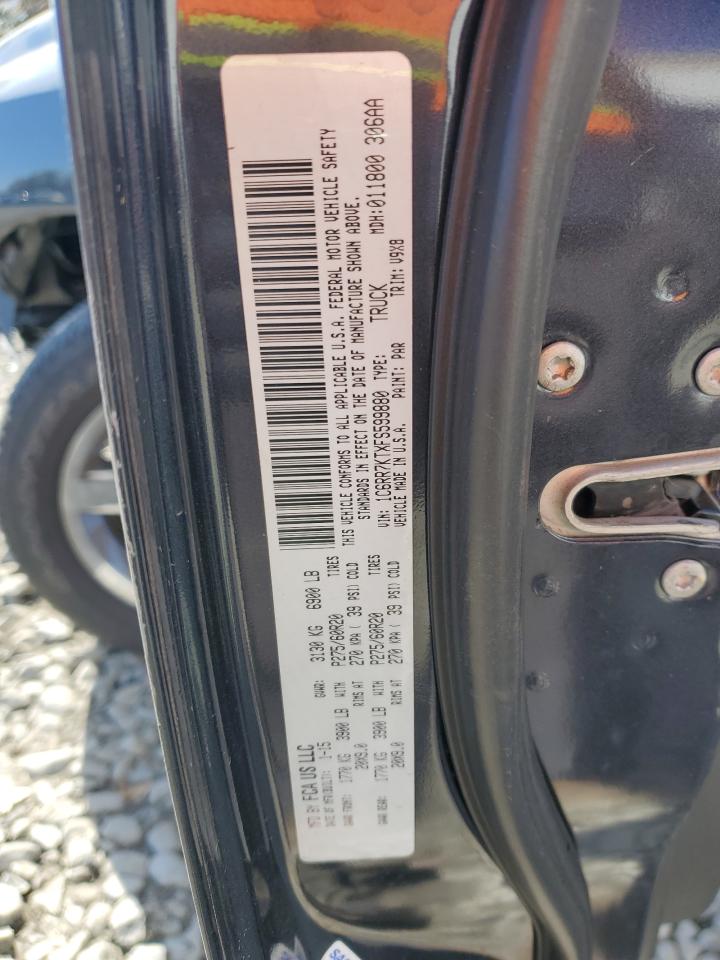 MFD BY FCA US LLC
DATE OF MFR(BUILT): 1-15 GVWR: 3130 KG 6900 LB
GAWR FRONT: 1770 KG 3900 LB WITH P275/60R20 TIRES
20X9.0 RIMS AT 270 KPA ( 39 PSI) COLD
THIS VEHICLE CONFORMS TO ALL APPLICABLE U.S.A. FEDERAL MOTOR VEHICLE SAFETY
STANDARDS IN EFFECT ON THE DATE OF MANUFACTURE SHOWN ABOVE.
GAWR REAR: 1770 KG 3900 LB WITH P275/60R20 TIRES
20X9.0 RIMS AT 270 KPA ( 39 PSI) COLD
VIN: 1C6RR7KTXFS599880 TYPE: TRUCK MDH:011800 306AA
VEHICLE MADE IN U.S.A. PAINT: PAR TRIM: V9X8